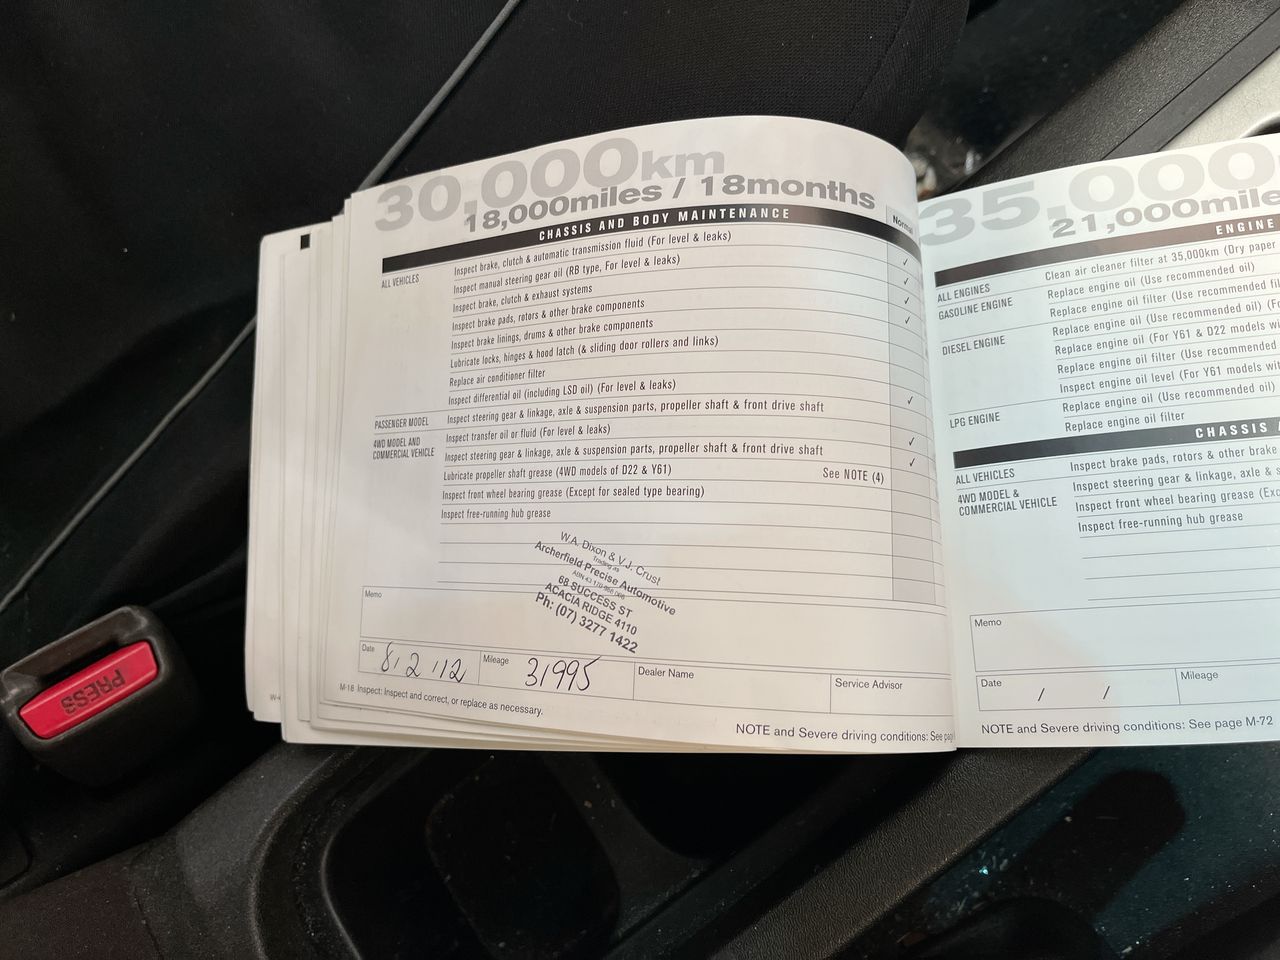 30,000km
18,000miles / 18months
CHASSIS AND BODY MAINTENANCE
ALL VEHICLES
Inspect brake, clutch & automatic transmission fluid (For level & leaks) ✓
Inspect manual steering gear oil (RB type, For level & leaks) ✓
Inspect brake, clutch & exhaust systems ✓
Inspect brake pads, rotors & other brake components ✓
Inspect brake linings, drums & other brake components
Lubricate locks, hinges & hood latch (& sliding door rollers and links)
Replace air conditioner filter
Inspect differential oil (including LSD oil) (For level & leaks) ✓
PASSENGER MODEL
Inspect steering gear & linkage, axle & suspension parts, propeller shaft & front drive shaft
4WD MODEL AND
COMMERCIAL VEHICLE
Inspect transfer oil or fluid (For level & leaks) ✓
Inspect steering gear & linkage, axle & suspension parts, propeller shaft & front drive shaft ✓
Lubricate propeller shaft grease (4WD models of D22 & Y61) See NOTE (4)
Inspect front wheel bearing grease (Except for sealed type bearing)
Inspect free-running hub grease
W.A. Dixon & V.J. Crust
Trading as
Archerfield Precise Automotive
68 SUCCESS ST
ACACIA RIDGE 4110
Ph: (07) 3277 1422
Memo
Date 8, 2, '12 Mileage 31995 Dealer Name Service Advisor
M-18 Inspect: Inspect and correct, or replace as necessary.
NOTE and Severe driving conditions: See
35,000
21,000mile
ENGINE
ALL ENGINES
Clean air cleaner filter at 35,000km (Dry paper
GASOLINE ENGINE
Replace engine oil (Use recommended oil)
Replace engine oil filter (Use recommended
DIESEL ENGINE
Replace engine oil (Use recommended oil)
Replace engine oil (For Y61 & D22 models
Replace engine oil filter (Use recommended
Inspect engine oil level (For Y61 models
LPG ENGINE
Replace engine oil (Use recommended oil)
Replace engine oil filter
CHASSIS
ALL VEHICLES
Inspect brake pads, rotors & other brake
4WD MODEL &
COMMERCIAL VEHICLE
Inspect steering gear & linkage, axle &
Inspect front wheel bearing grease
Inspect free-running hub grease
Memo
Date / / Mileage
NOTE and Severe driving conditions: See page M-72
PRESS